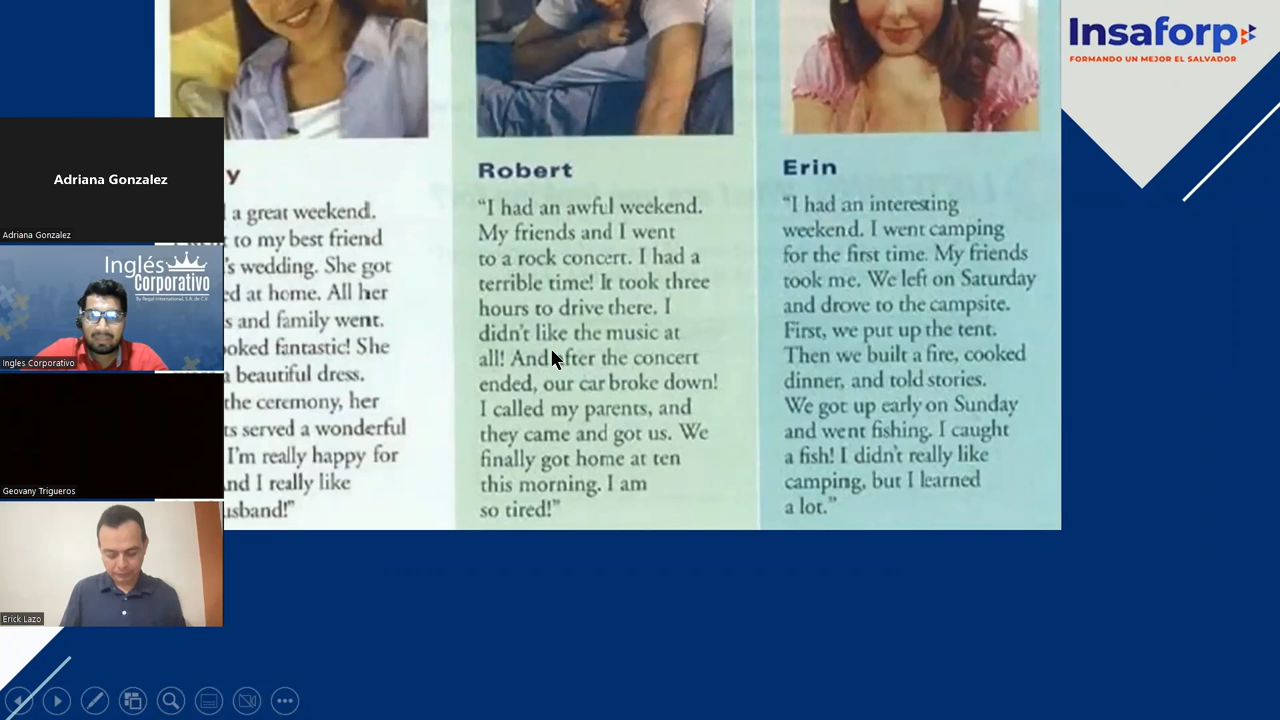 Insaforp
FORMANDO UN MEJOR EL SALVADOR
Adriana Gonzalez
Adriana Gonzalez
Inglés
Corporativo
Ingles Corporativo
Geovany Trigueros
Erick Lazo
y
a great weekend.
to my best friend
's wedding. She got
ed at home. All her
s and family went.
oked fantastic! She
a beautiful dress.
the ceremony, her
ts served a wonderful
I'm really happy for
And I really like
usband!"
Robert
"I had an awful weekend.
My friends and I went
to a rock concert. I had a
terrible time! It took three
hours to drive there. I
didn't like the music at
all! And after the concert
ended, our car broke down!
I called my parents, and
they came and got us. We
finally got home at ten
this morning. I am
so tired!"
Erin
"I had an interesting
weekend. I went camping
for the first time. My friends
took me. We left on Saturday
and drove to the campsite.
First, we put up the tent.
Then we built a fire, cooked
dinner, and told stories.
We got up early on Sunday
and went fishing. I caught
a fish! I didn't really like
camping, but I learned
a lot."